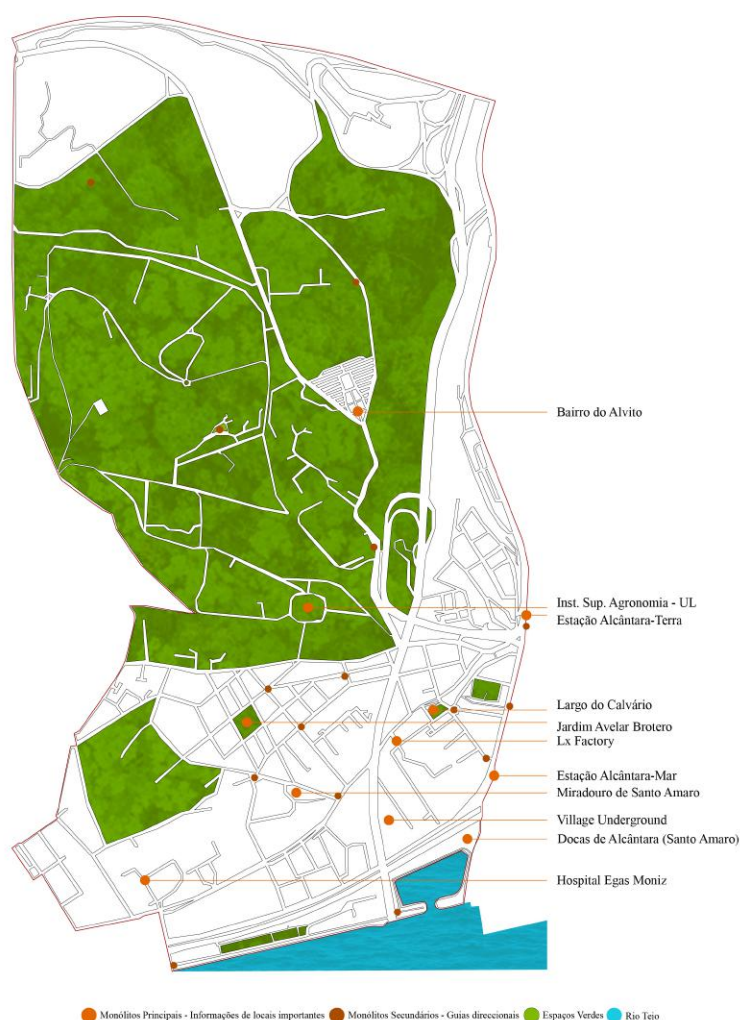 Bairro do Alvito
Inst. Sup. Agronomia - UL
Estação Alcântara-Terra
Largo do Calvário
Jardim Avelar Brotero
Lx Factory
Estação Alcântara-Mar
Miradouro de Santo Amaro
Village Underground
Docas de Alcântara (Santo Amaro)
Hospital Egas Moniz
Monólitos Principais - Informações de locais importantes Monólitos Secundários - Guias direccionais Espaços Verdes Rio Tejo